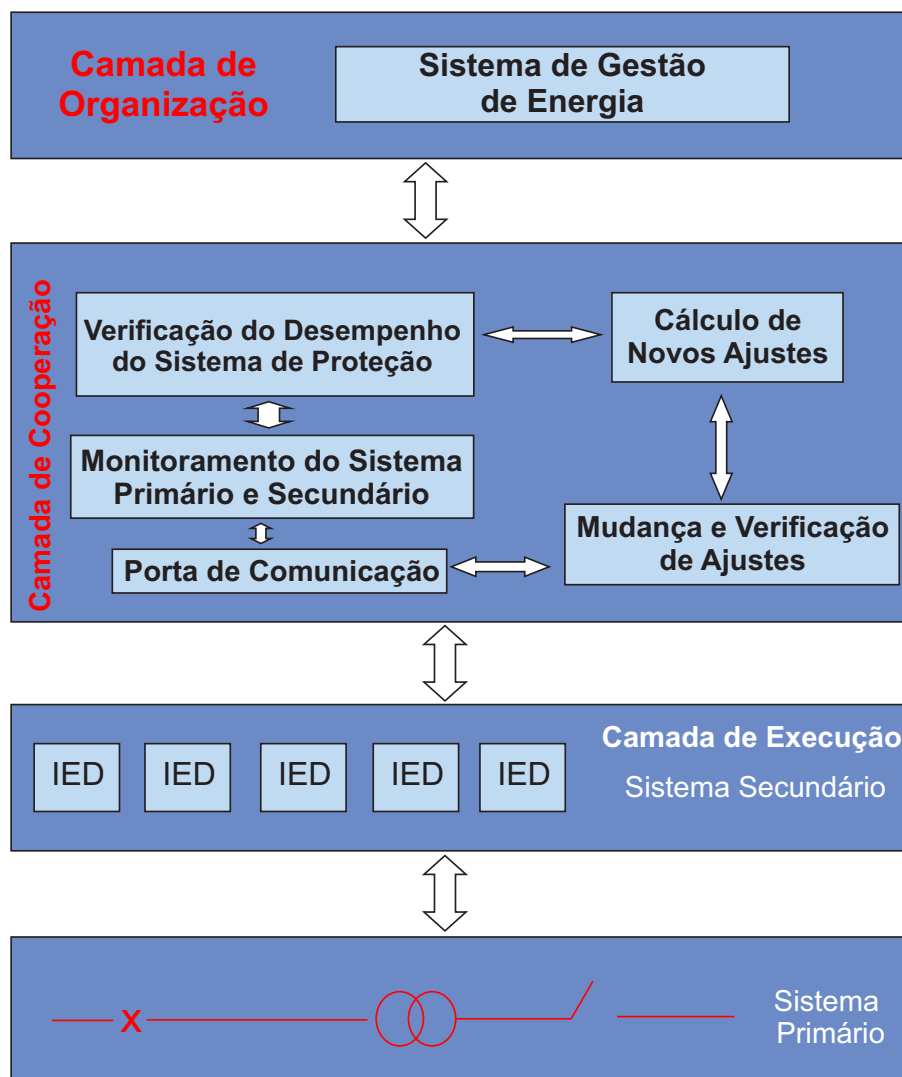 Camada de
Organização
Sistema de Gestão
de Energia
Camada de Cooperação
Verificação do Desempenho
do Sistema de Proteção
Cálculo de
Novos Ajustes
Monitoramento do Sistema
Primário e Secundário
Mudança e Verificação
de Ajustes
Porta de Comunicação
Camada de Execução
Sistema Secundário
IED IED IED IED IED
X
Sistema
Primário